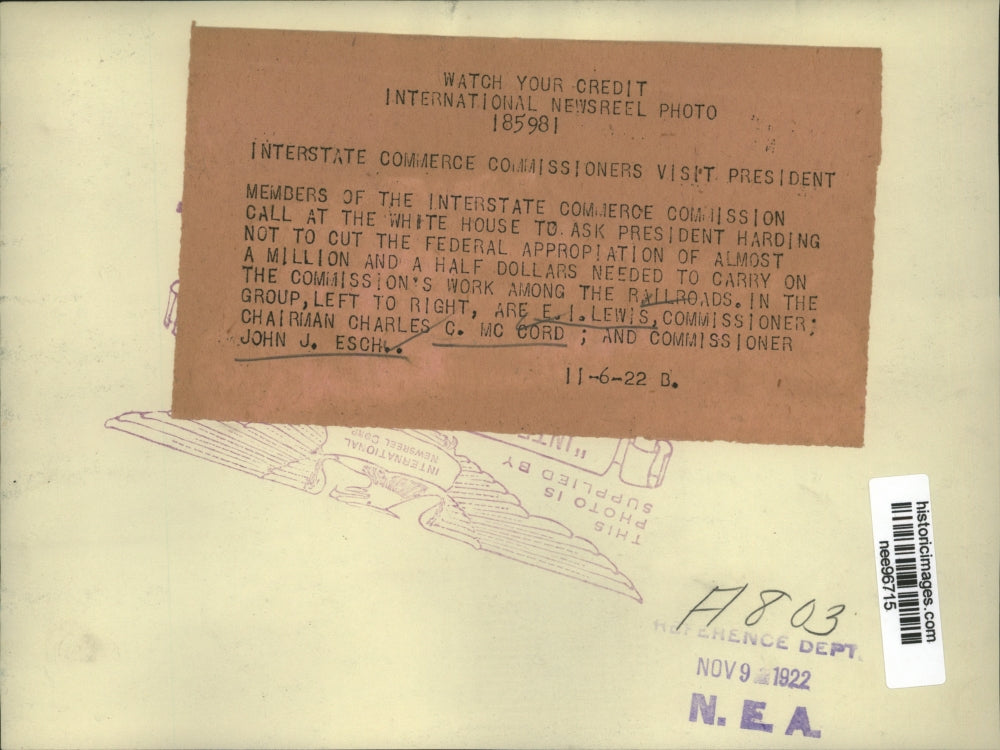 WATCH YOUR CREDIT
INTERNATIONAL NEWSREEL PHOTO
185981
INTERSTATE COMMERCE COMMISSIONERS VISIT PRESIDENT
MEMBERS OF THE INTERSTATE COMMERCE COMMISSION
CALL AT THE WHITE HOUSE TO ASK PRESIDENT HARDING
NOT TO CUT THE FEDERAL APPROPIATION OF ALMOST
A MILLION AND A HALF DOLLARS NEEDED TO CARRY ON
THE COMMISSION'S WORK AMONG THE RAILROADS. IN THE
GROUP, LEFT TO RIGHT, ARE E.I. LEWIS, COMMISSIONER;
CHAIRMAN CHARLES C. MC CORD ; AND COMMISSIONER
JOHN J. ESCH.
11-6-22 B.
INTERNATIONAL
NEWSREEL CORP
THIS
PHOTO IS
SUPPLIED BY
"INT
A803
REFERENCE DEPT.
NOV 9 1922
N.E.A.
historicimages.com
nee96715